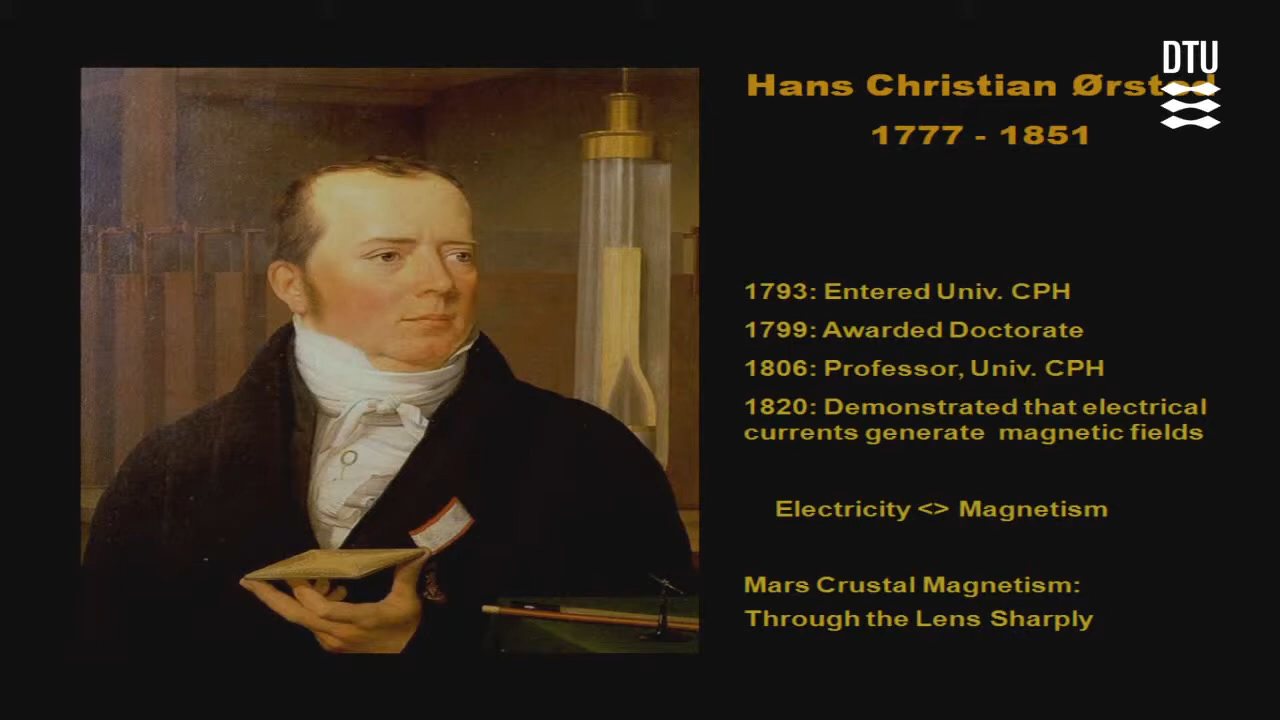 DTU
Hans Christian Ørsted
1777 - 1851
1793: Entered Univ. CPH
1799: Awarded Doctorate
1806: Professor, Univ. CPH
1820: Demonstrated that electrical
currents generate magnetic fields
Electricity <> Magnetism
Mars Crustal Magnetism:
Through the Lens Sharply